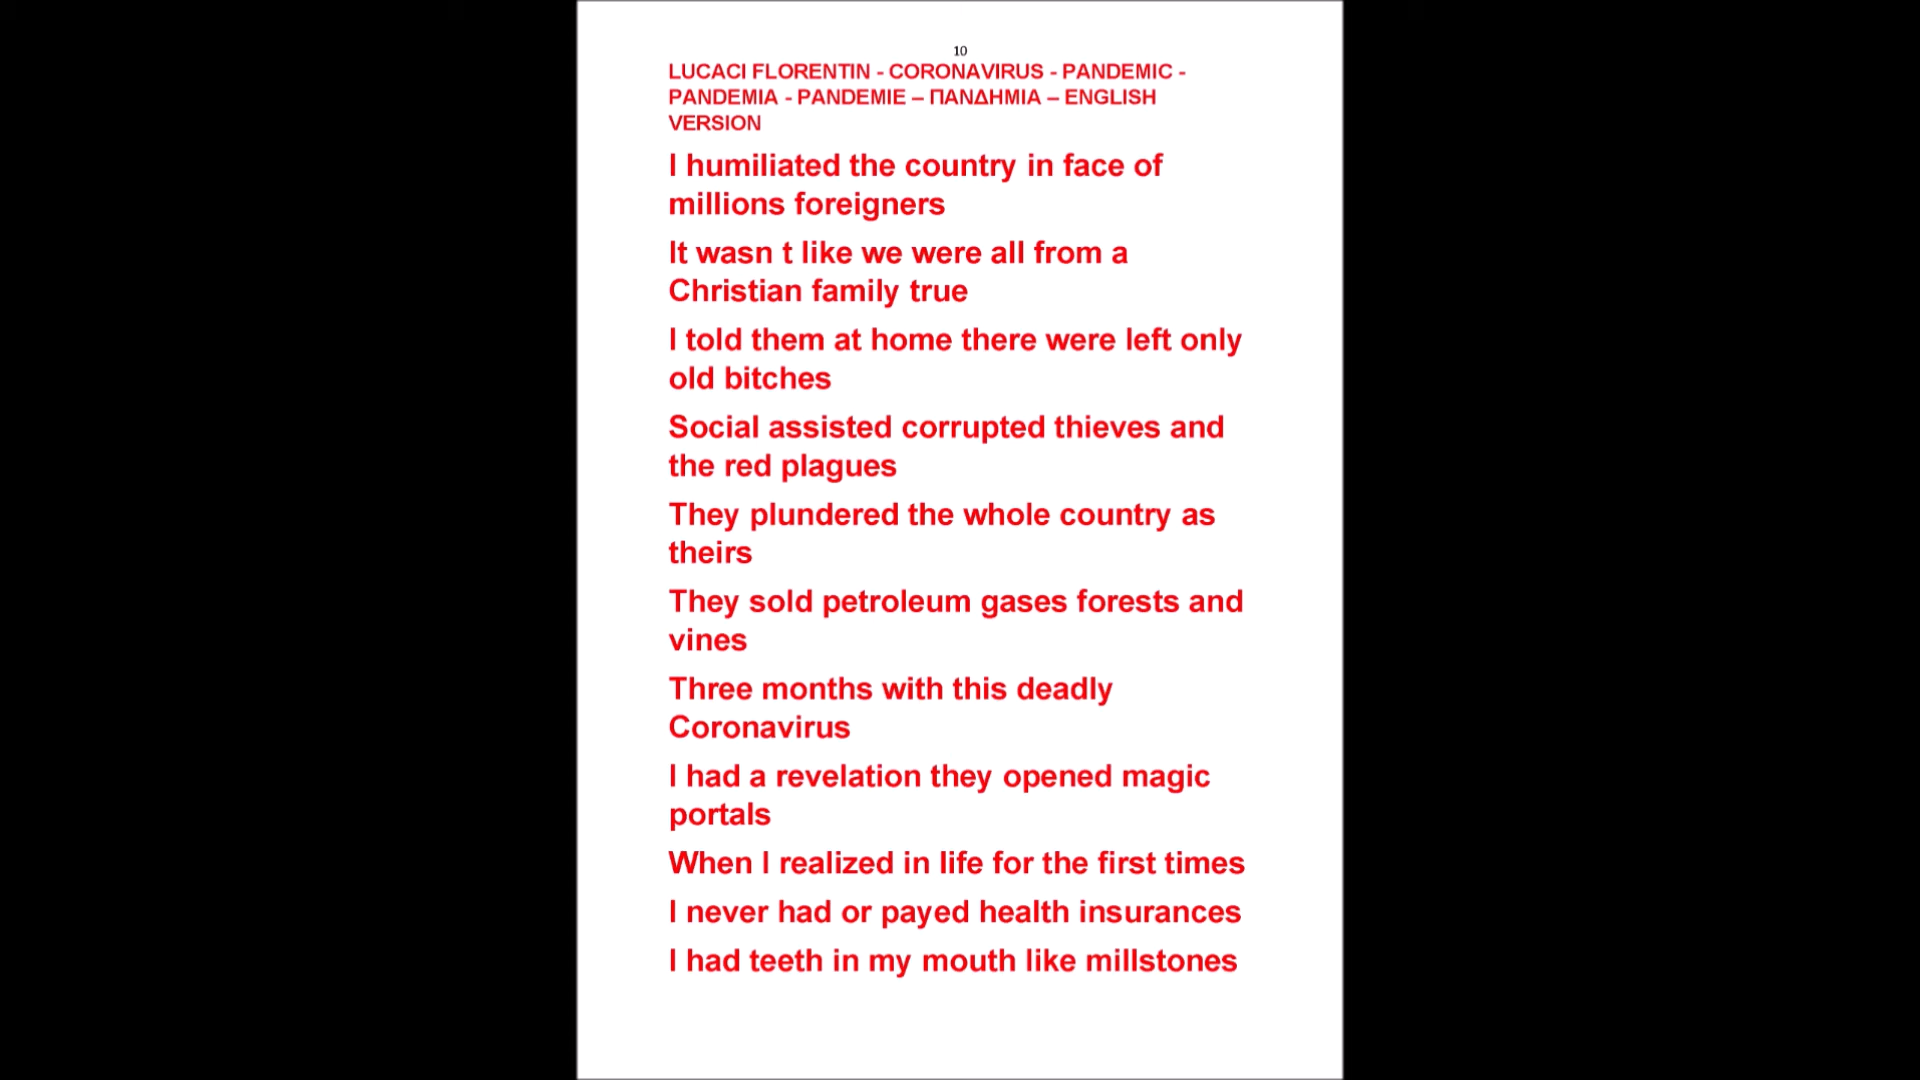 10
LUCACI FLORENTIN - CORONAVIRUS - PANDEMIC -
PANDEMIA - PANDEMIE – ΠΑΝΔΗΜΙΑ – ENGLISH
VERSION
I humiliated the country in face of
millions foreigners
It wasn t like we were all from a
Christian family true
I told them at home there were left only
old bitches
Social assisted corrupted thieves and
the red plagues
They plundered the whole country as
theirs
They sold petroleum gases forests and
vines
Three months with this deadly
Coronavirus
I had a revelation they opened magic
portals
When I realized in life for the first times
I never had or payed health insurances
I had teeth in my mouth like millstones